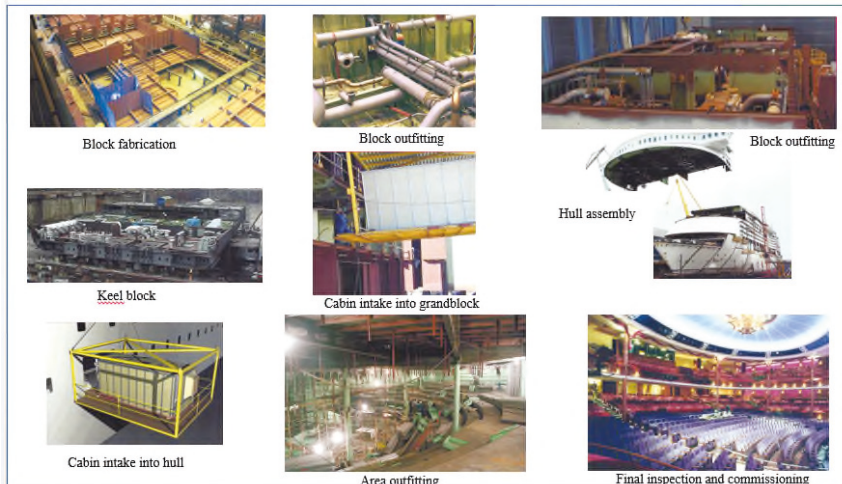 Block fabrication
Block outfitting
Block outfitting
Hull assembly
Keel block
Cabin intake into grandblock
Cabin intake into hull
Area outfitting
Final inspection and commissioning